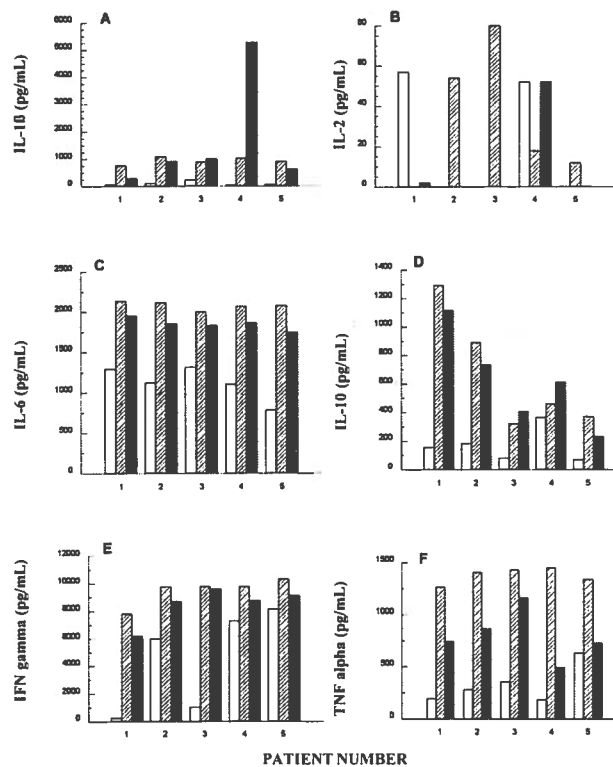 A
IL-1ß (pg/mL)
6000
5000
4000
3000
2000
1000
0
1 2 3 4 5
B
IL-2 (pg/mL)
80
60
40
20
0
1 2 3 4 5
C
IL-6 (pg/mL)
2500
2000
1500
1000
500
0
1 2 3 4 5
D
IL-10 (pg/mL)
1400
1200
800
600
400
200
0
1 2 3 4 5
E
IFN gamma (pg/mL)
12000
10000
8000
6000
4000
2000
0
1 2 3 4 5
F
TNF alpha (pg/mL)
1500
1000
500
0
1 2 3 4 5
PATIENT NUMBER